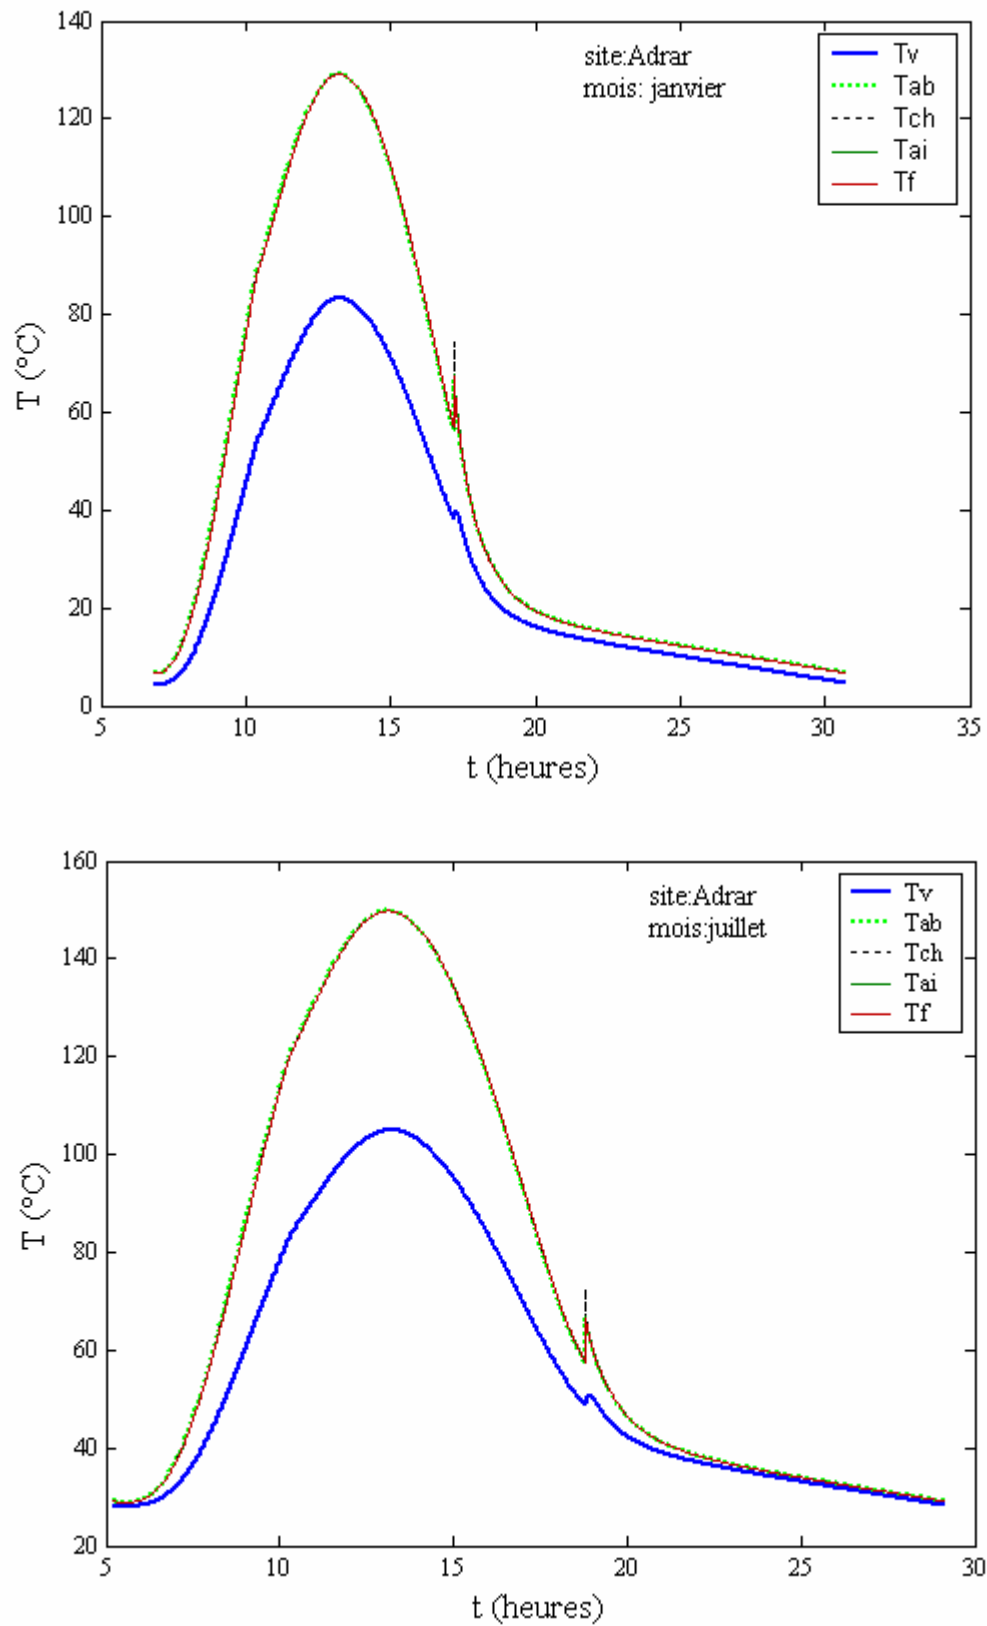 140
120
100
80
60
40
20
0
T (°C)
site:Adrar
mois: janvier
Tv
Tab
Tch
Tai
Tf
5 10 15 20 25 30 35
t (heures)
160
140
120
100
80
60
40
20
T (°C)
site:Adrar
mois:juillet
Tv
Tab
Tch
Tai
Tf
5 10 15 20 25 30
t (heures)